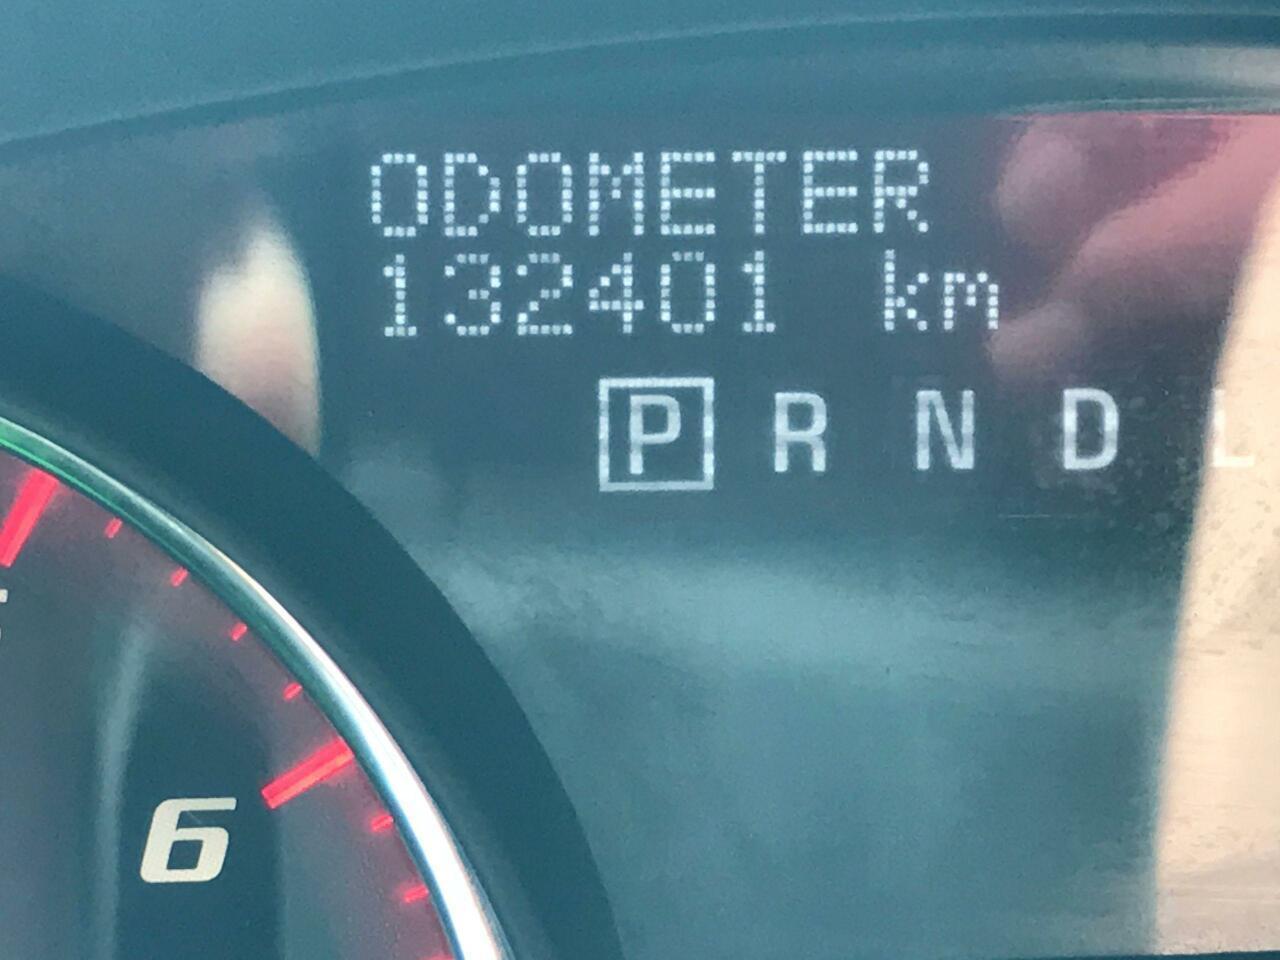 ODOMETER
132401 km
P R N D L
6